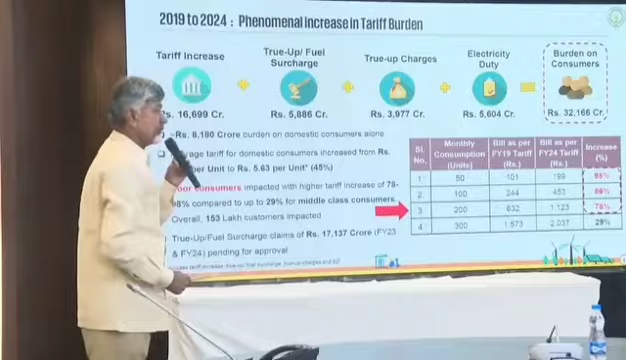 2019 to 2024 : Phenomenal Increase in Tariff Burden
Tariff Increase
True-Up/ Fuel
Surcharge
True-up Charges
Electricity
Duty
Burden on
Consumers
Rs. 16,699 Cr.
Rs. 5,886 Cr.
Rs. 3,977 Cr.
Rs. 5,604 Cr.
Rs. 32,166 Cr.
~Rs. 8,180 Crore burden on domestic consumers alone
tariff for domestic consumers increased from Rs.
per Unit to Rs. 5.63 per Unit* (45%)
consumers impacted with higher tariff increase of 78-
98% compared to up to 29% for middle class consumers.
Overall, 153 Lakh customers impacted
True-Up/Fuel Surcharge claims of Rs. 17,137 Crore (FY23
& FY24) pending for approval
Sl. No. Monthly Consumption (Units) Bill as per FY19 Tariff (Rs.) Bill as per FY24 Tariff (Rs.) Increase (%)
1 50 101 199 98%
2 100 244 453 86%
3 200 632 1,123 78%
4 300 1,573 2,037 29%